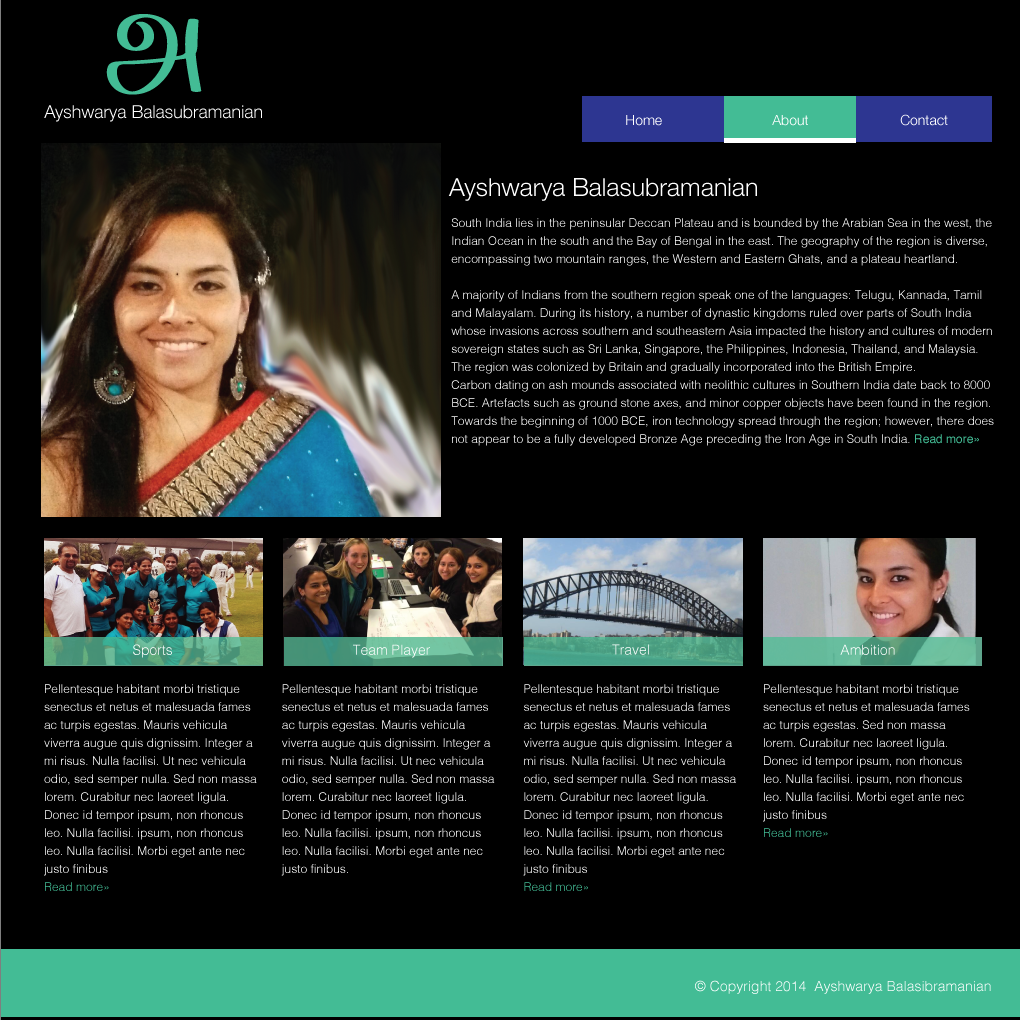 அ
Ayshwarya Balasubramanian
Home
About
Contact
Ayshwarya Balasubramanian
South India lies in the peninsular Deccan Plateau and is bounded by the Arabian Sea in the west, the
Indian Ocean in the south and the Bay of Bengal in the east. The geography of the region is diverse,
encompassing two mountain ranges, the Western and Eastern Ghats, and a plateau heartland.
A majority of Indians from the southern region speak one of the languages: Telugu, Kannada, Tamil
and Malayalam. During its history, a number of dynastic kingdoms ruled over parts of South India
whose invasions across southern and southeastern Asia impacted the history and cultures of modern
sovereign states such as Sri Lanka, Singapore, the Philippines, Indonesia, Thailand, and Malaysia.
The region was colonized by Britain and gradually incorporated into the British Empire.
Carbon dating on ash mounds associated with neolithic cultures in Southern India date back to 8000
BCE. Artefacts such as ground stone axes, and minor copper objects have been found in the region.
Towards the beginning of 1000 BCE, iron technology spread through the region; however, there does
not appear to be a fully developed Bronze Age preceding the Iron Age in South India. Read more»
Sports
Pellentesque habitant morbi tristique
senectus et netus et malesuada fames
ac turpis egestas. Mauris vehicula
viverra augue quis dignissim. Integer a
mi risus. Nulla facilisi. Ut nec vehicula
odio, sed semper nulla. Sed non massa
lorem. Curabitur nec laoreet ligula.
Donec id tempor ipsum, non rhoncus
leo. Nulla facilisi. ipsum, non rhoncus
leo. Nulla facilisi. Morbi eget ante nec
justo finibus
Read more»
Team Player
Pellentesque habitant morbi tristique
senectus et netus et malesuada fames
ac turpis egestas. Mauris vehicula
viverra augue quis dignissim. Integer a
mi risus. Nulla facilisi. Ut nec vehicula
odio, sed semper nulla. Sed non massa
lorem. Curabitur nec laoreet ligula.
Donec id tempor ipsum, non rhoncus
leo. Nulla facilisi. ipsum, non rhoncus
leo. Nulla facilisi. Morbi eget ante nec
justo finibus.
Travel
Pellentesque habitant morbi tristique
senectus et netus et malesuada fames
ac turpis egestas. Mauris vehicula
viverra augue quis dignissim. Integer a
mi risus. Nulla facilisi. Ut nec vehicula
odio, sed semper nulla. Sed non massa
lorem. Curabitur nec laoreet ligula.
Donec id tempor ipsum, non rhoncus
leo. Nulla facilisi. ipsum, non rhoncus
leo. Nulla facilisi. Morbi eget ante nec
justo finibus
Read more»
Ambition
Pellentesque habitant morbi tristique
senectus et netus et malesuada fames
ac turpis egestas. Sed non massa
lorem. Curabitur nec laoreet ligula.
Donec id tempor ipsum, non rhoncus
leo. Nulla facilisi. ipsum, non rhoncus
leo. Nulla facilisi. Morbi eget ante nec
justo finibus
Read more»
© Copyright 2014 Ayshwarya Balasibramanian